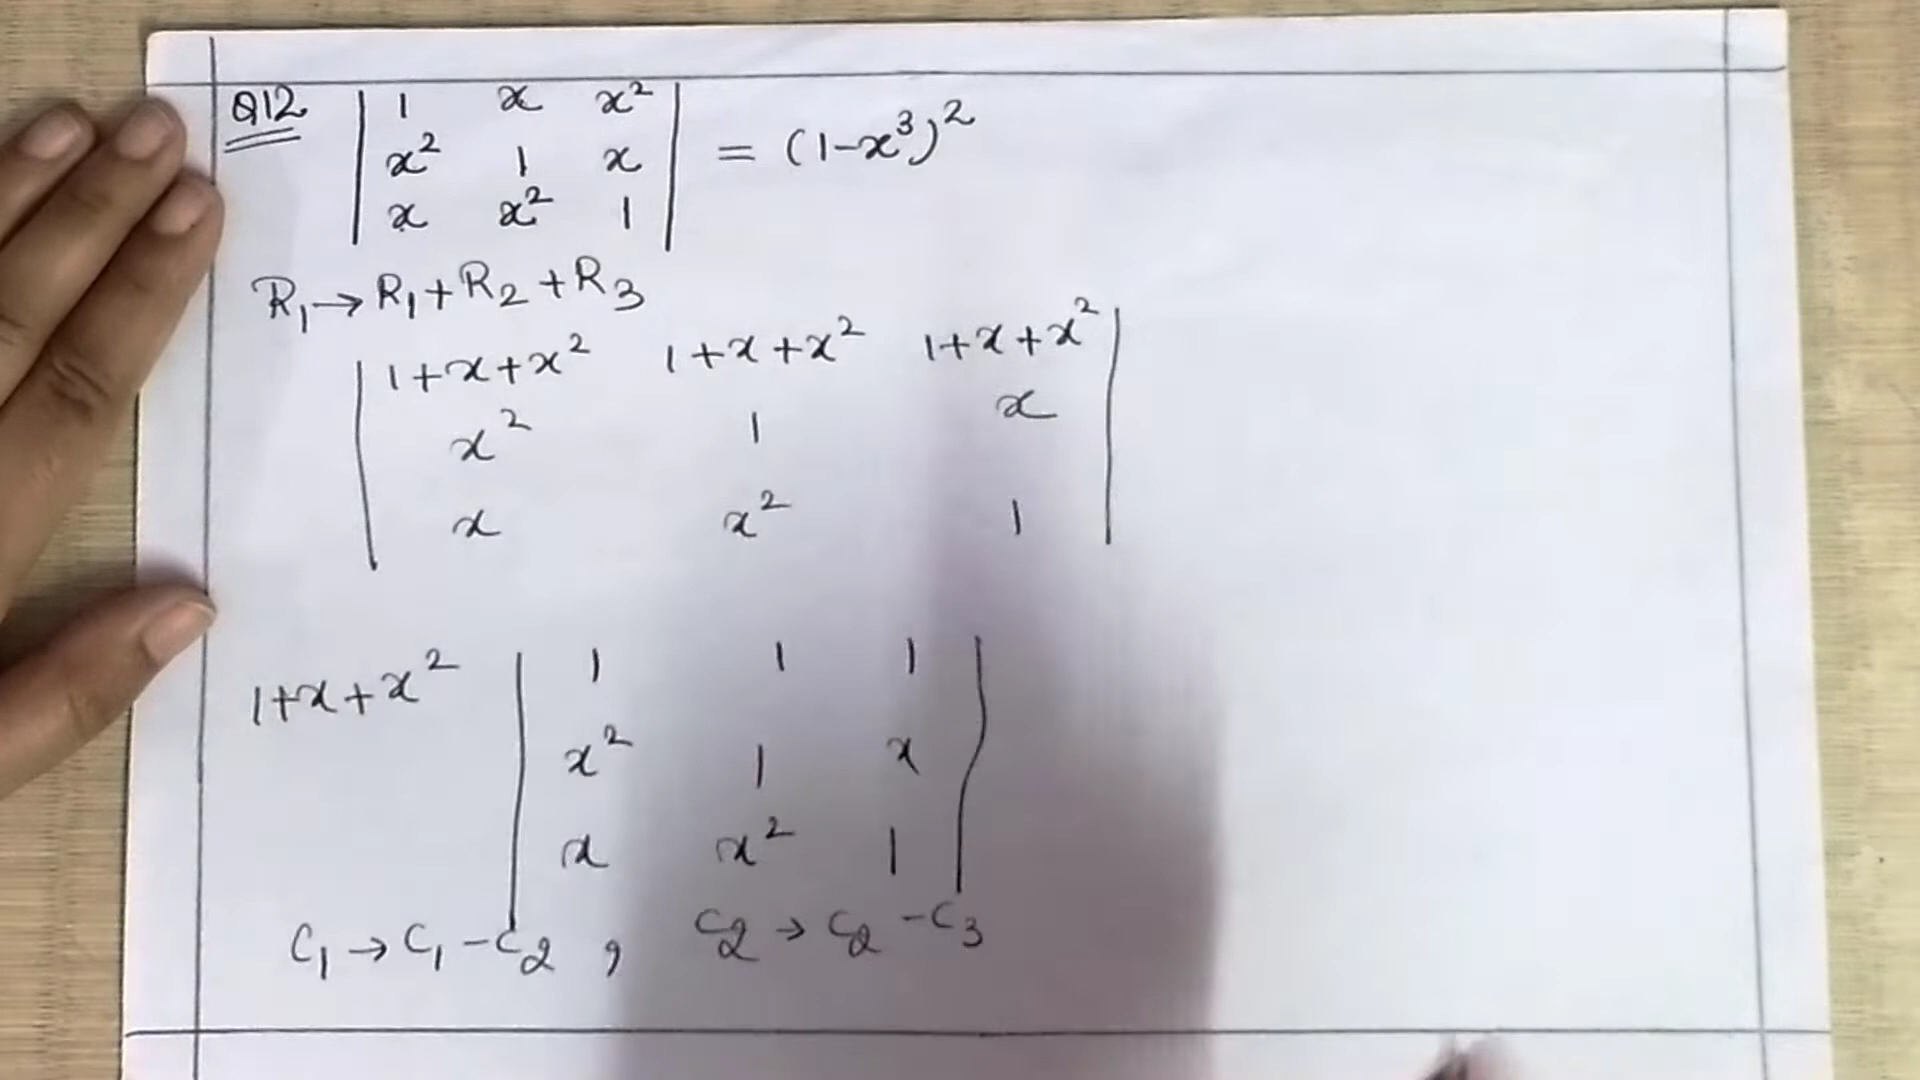 Q12 | 1 x x² |
| x² 1 x | = (1-x³)²
| x x² 1 |
R₁→R₁+R₂+R₃
| 1+x+x² 1+x+x² 1+x+x² |
| x² 1 x |
| x x² 1 |
1+x+x² | 1 1 1 |
| x² 1 x |
| x x² 1 |
C₁→C₁-C₂, C₂→C₂-C₃